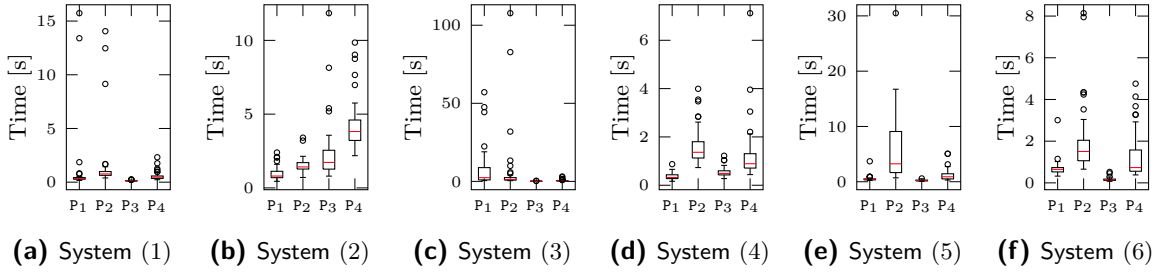 Time [s]
15
10
5
0
P1 P2 P3 P4
(a) System (1)
Time [s]
10
5
0
P1 P2 P3 P4
(b) System (2)
Time [s]
100
50
0
P1 P2 P3 P4
(c) System (3)
Time [s]
6
4
2
0
P1 P2 P3 P4
(d) System (4)
Time [s]
30
20
10
0
P1 P2 P3 P4
(e) System (5)
Time [s]
8
6
4
2
0
P1 P2 P3 P4
(f) System (6)